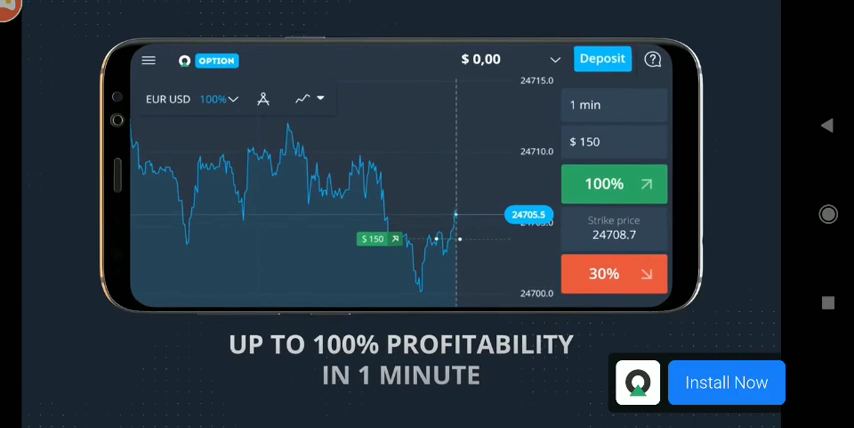 OPTION
$ 0,00
Deposit
EUR USD 100%
24715.0
24710.0
24705.5
24700.0
$ 150
1 min
$ 150
100%
Strike price
24708.7
30%
UP TO 100% PROFITABILITY
IN 1 MINUTE
Install Now